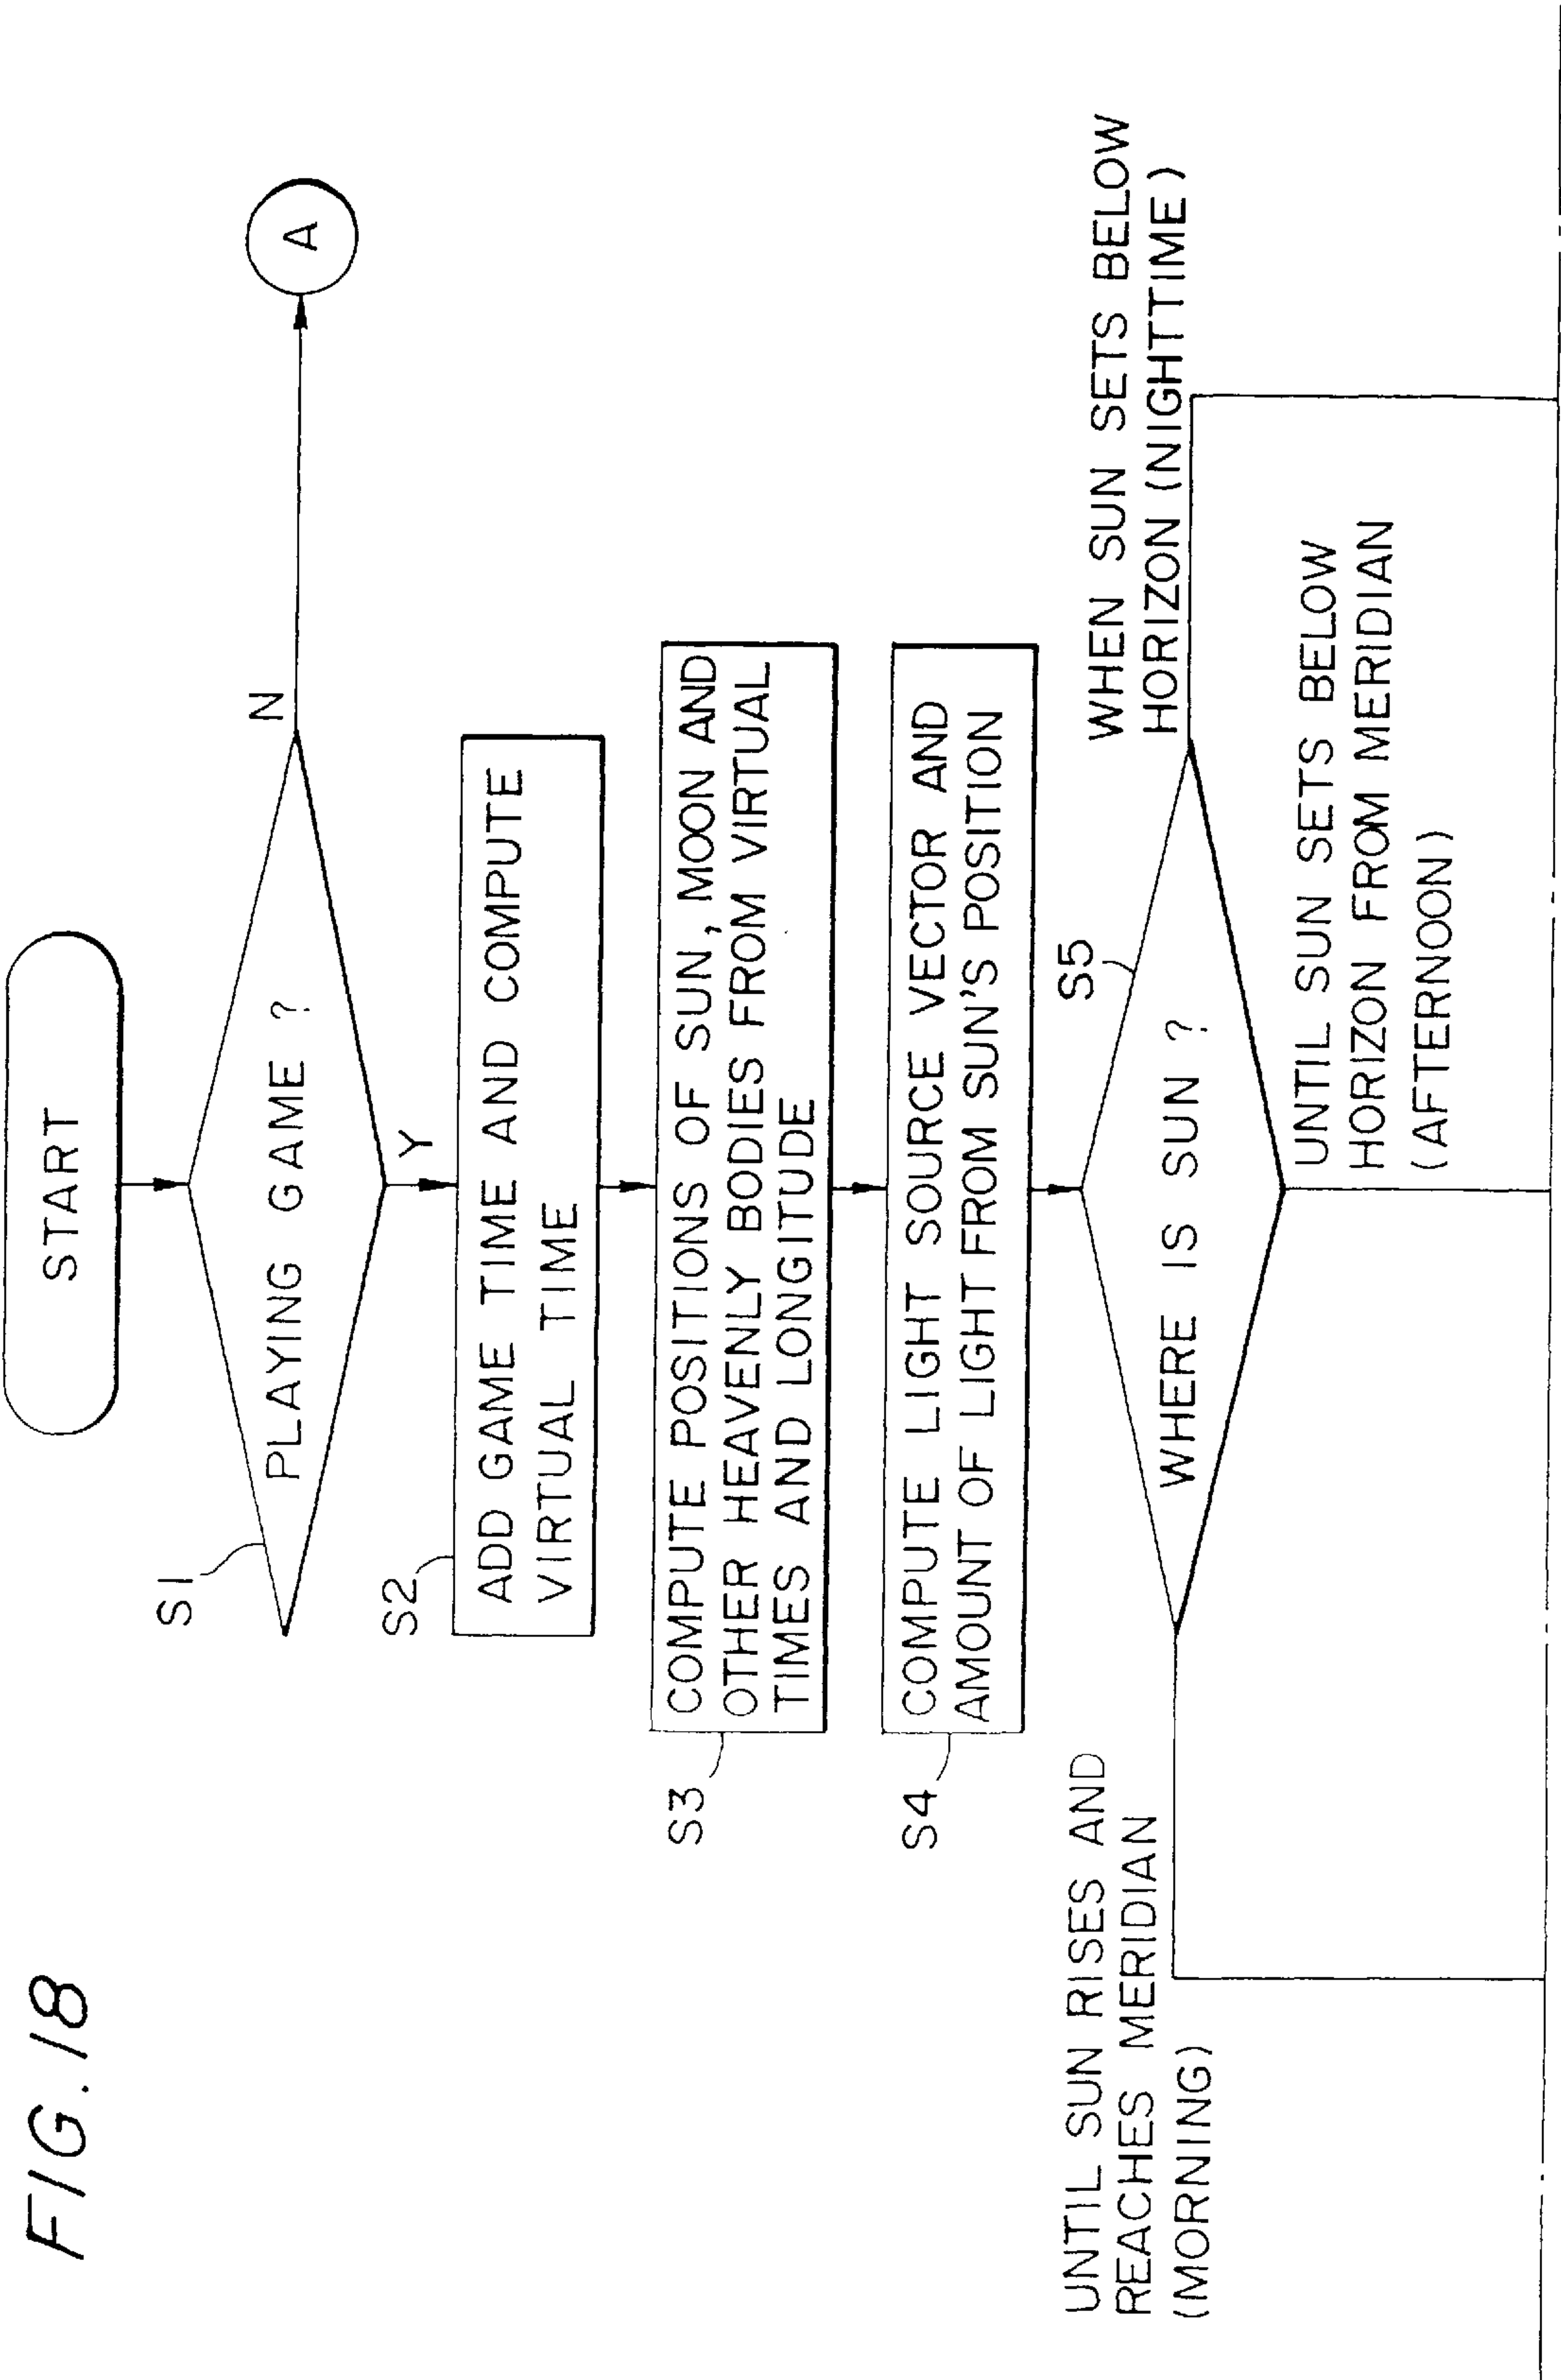 FIG. 18
START
S1
PLAYING GAME ?
N
A
Y
S2
ADD GAME TIME AND COMPUTE
VIRTUAL TIME
S3
COMPUTE POSITIONS OF SUN, MOON AND
OTHER HEAVENLY BODIES FROM VIRTUAL
TIMES AND LONGITUDE
S4
COMPUTE LIGHT SOURCE VECTOR AND
AMOUNT OF LIGHT FROM SUN'S POSITION
S5
WHERE IS SUN ?
UNTIL SUN RISES AND
REACHES MERIDIAN
(MORNING)
WHEN SUN SETS BELOW
HORIZON (NIGHTTIME)
UNTIL SUN SETS BELOW
HORIZON FROM MERIDIAN
(AFTERNOON)